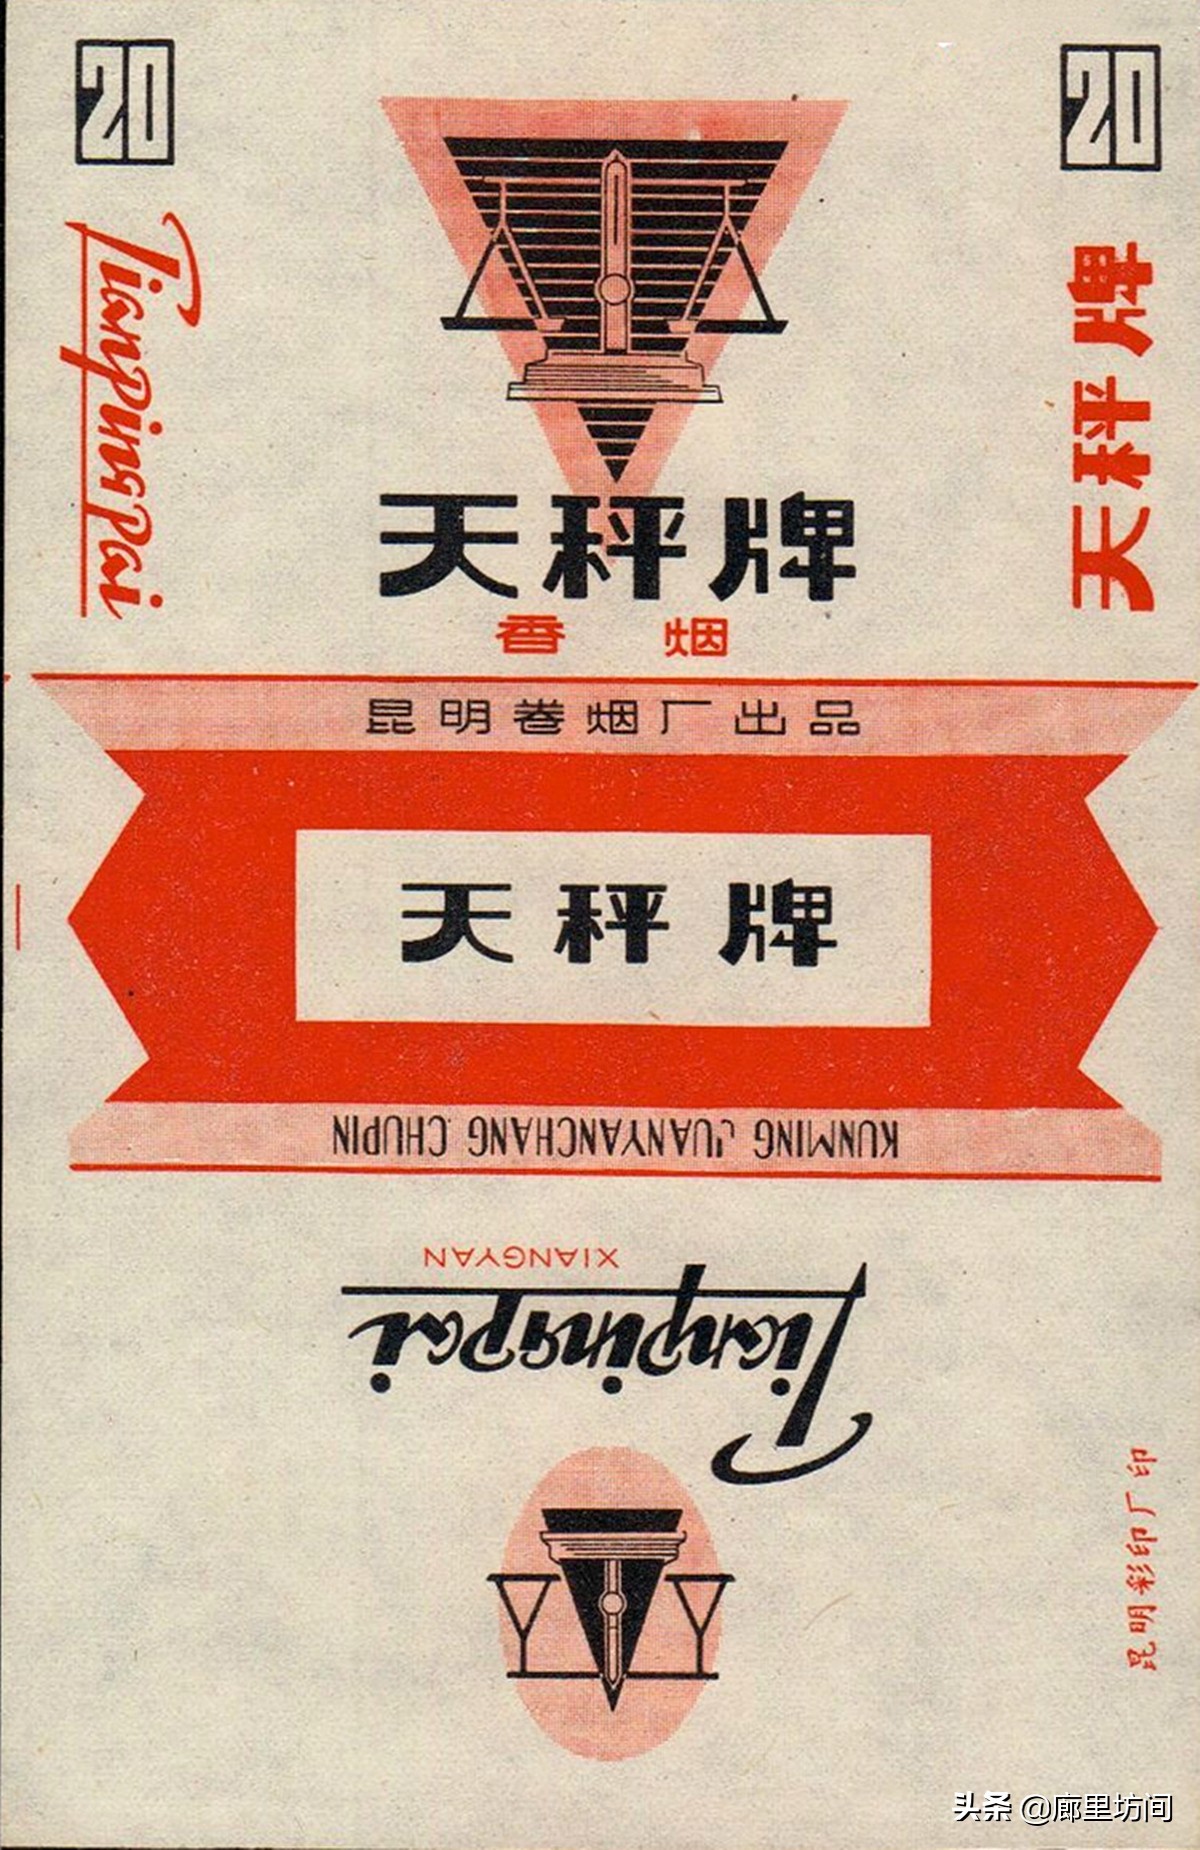 20
20
TianpingPai
天秤牌
天秤牌
香烟
昆明卷烟厂出品
天秤牌
KUNMING JUANYANCHANG CHUPIN
XIANGYAN
TianpingPai
昆明彩印厂印
头条 @廊里坊间